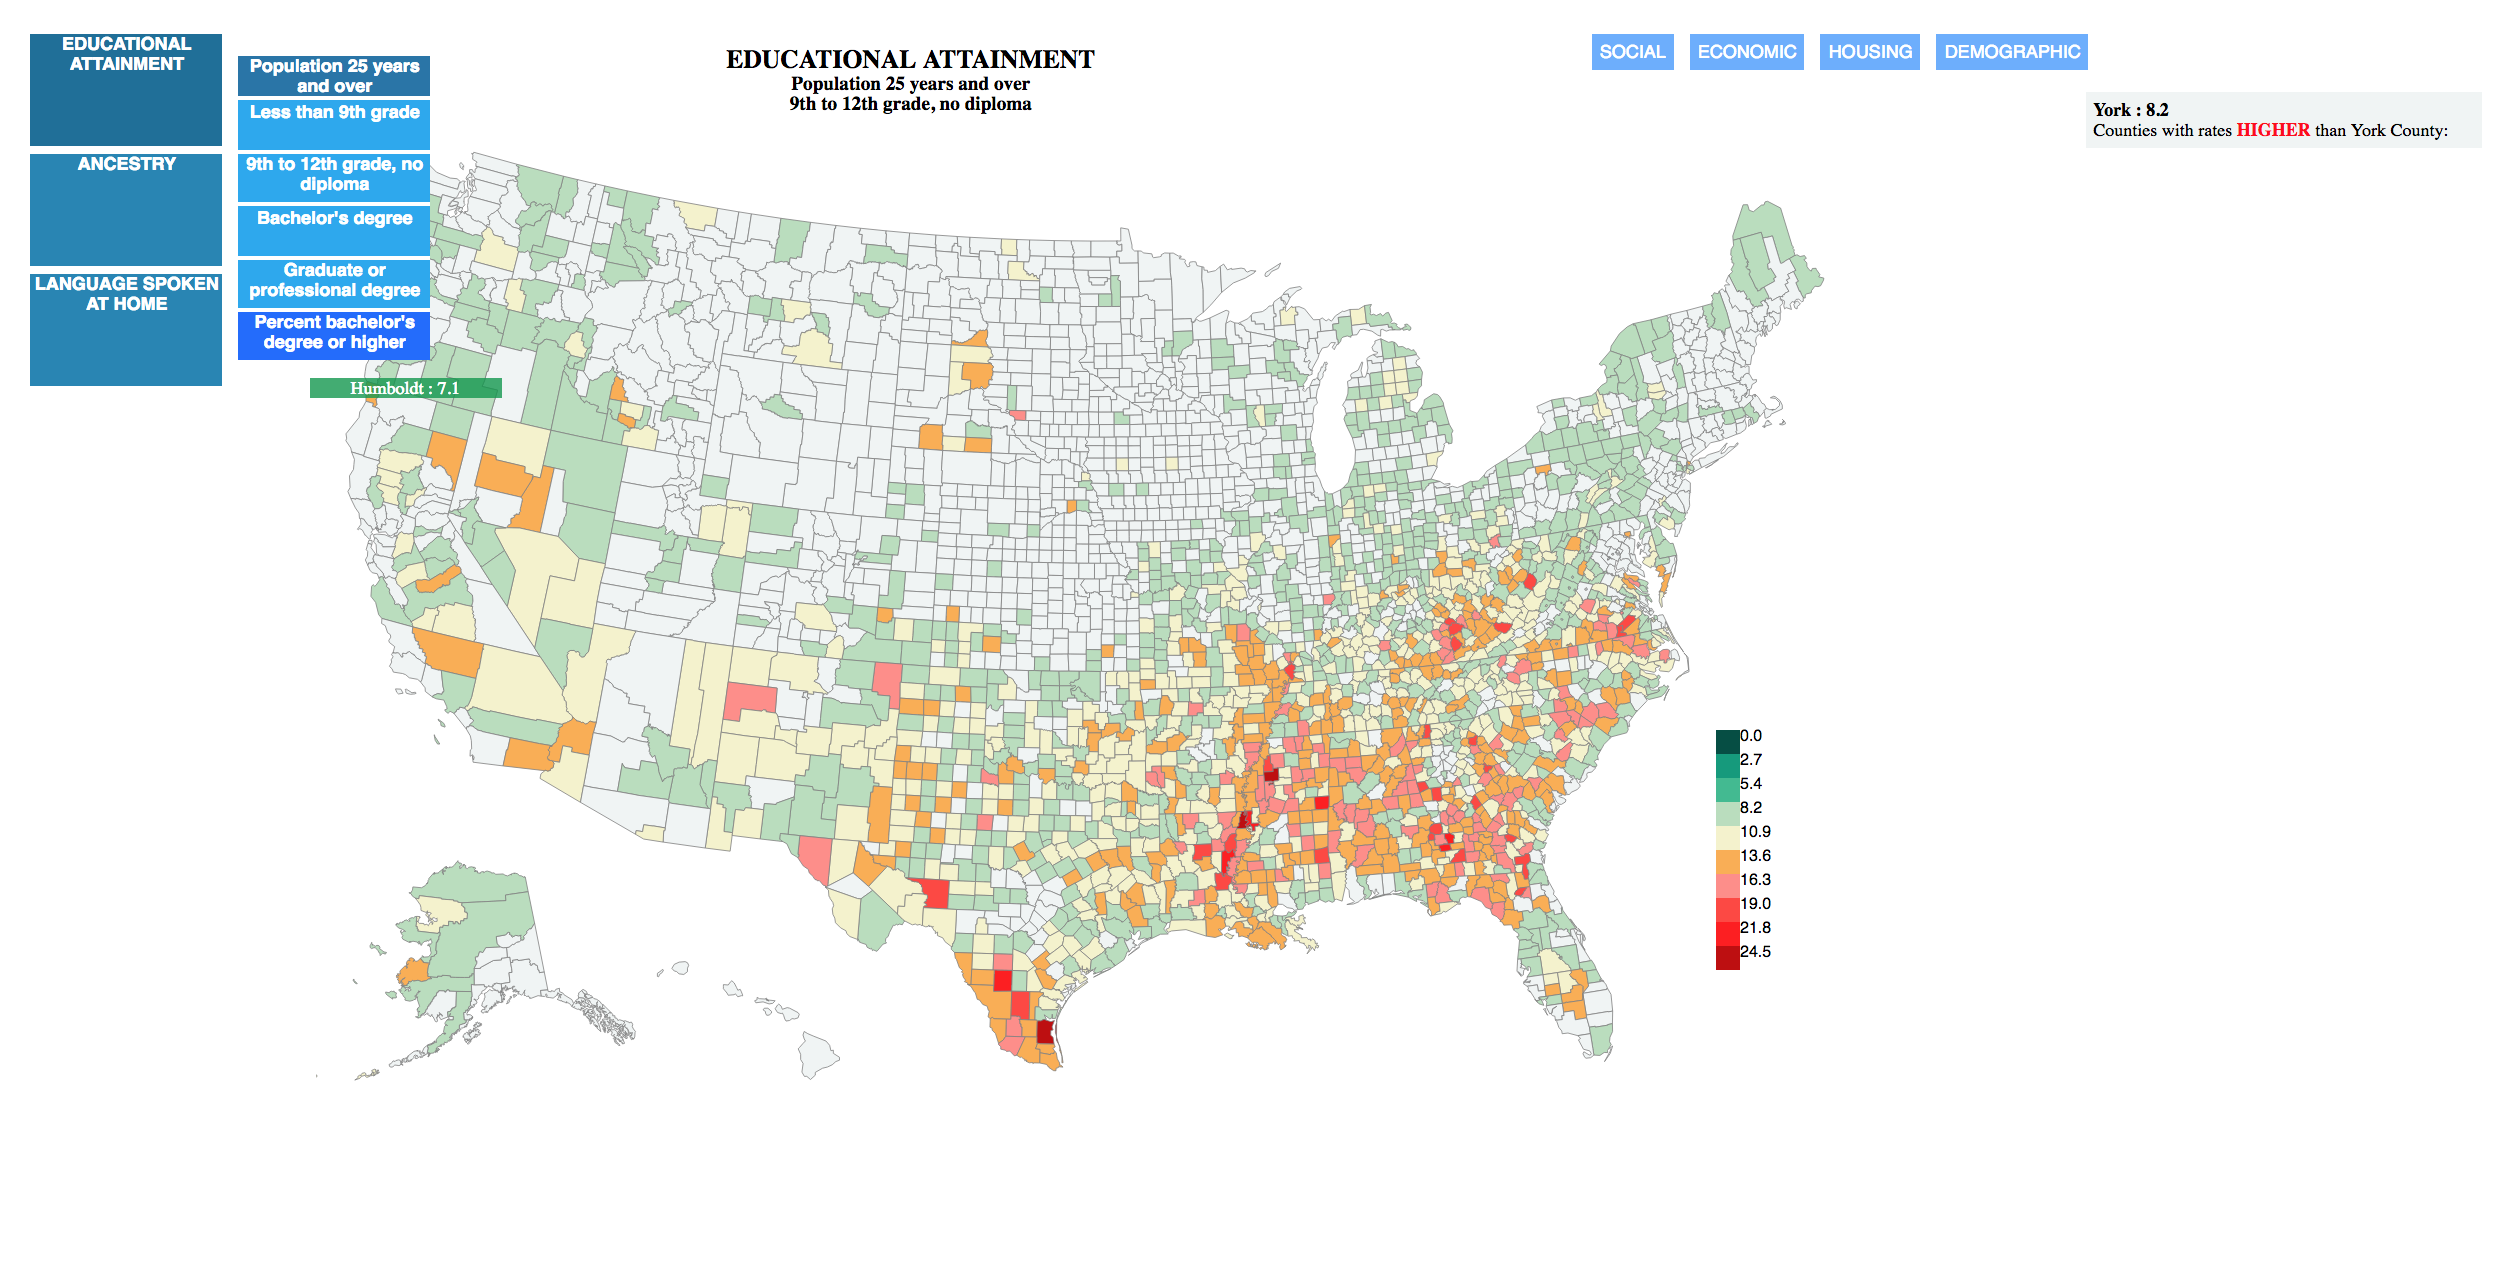 EDUCATIONAL
ATTAINMENT
ANCESTRY
LANGUAGE SPOKEN
AT HOME
Population 25 years
and over
Less than 9th grade
9th to 12th grade, no
diploma
Bachelor's degree
Graduate or
professional degree
Percent bachelor's
degree or higher
Humboldt : 7.1
EDUCATIONAL ATTAINMENT
Population 25 years and over
9th to 12th grade, no diploma
SOCIAL
ECONOMIC
HOUSING
DEMOGRAPHIC
York : 8.2
Counties with rates HIGHER than York County:
0.0
2.7
5.4
8.2
10.9
13.6
16.3
19.0
21.8
24.5